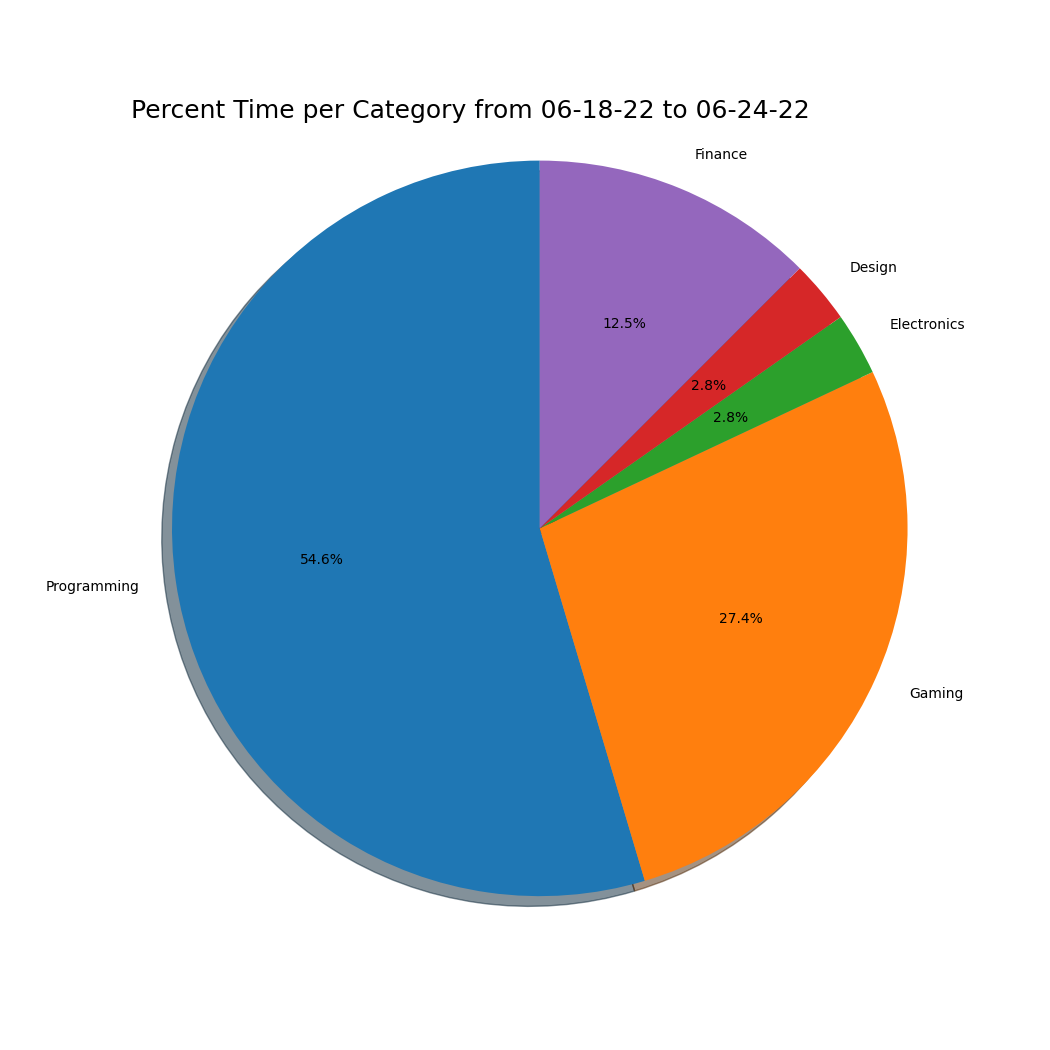 Percent Time per Category from 06-18-22 to 06-24-22
Finance
Design
Electronics
12.5%
2.8%
2.8%
54.6%
Programming
27.4%
Gaming